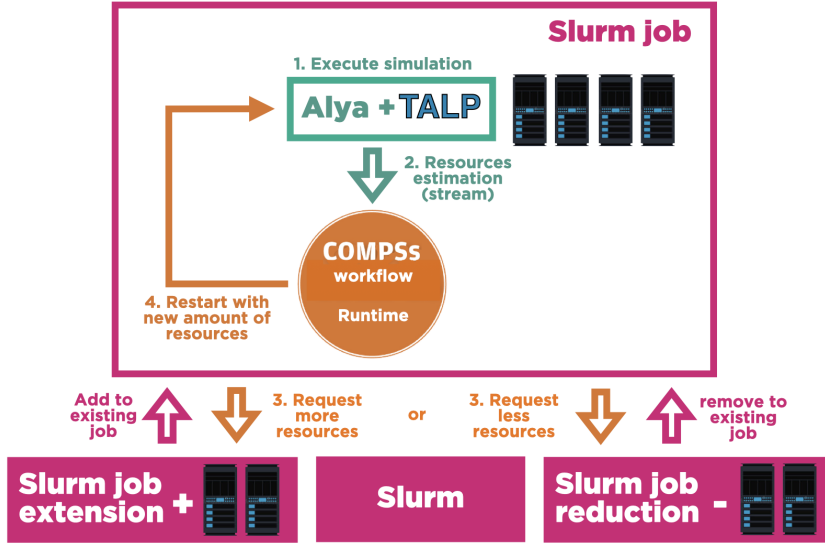 Slurm job
1. Execute simulation
Alya + TALP
2. Resources
estimation
(stream)
COMPSs
workflow
Runtime
4. Restart with
new amount of
resources
Add to
existing
job
3. Request
more
resources
or
3. Request
less
resources
remove to
existing
job
Slurm job
extension +
Slurm
Slurm job
reduction -